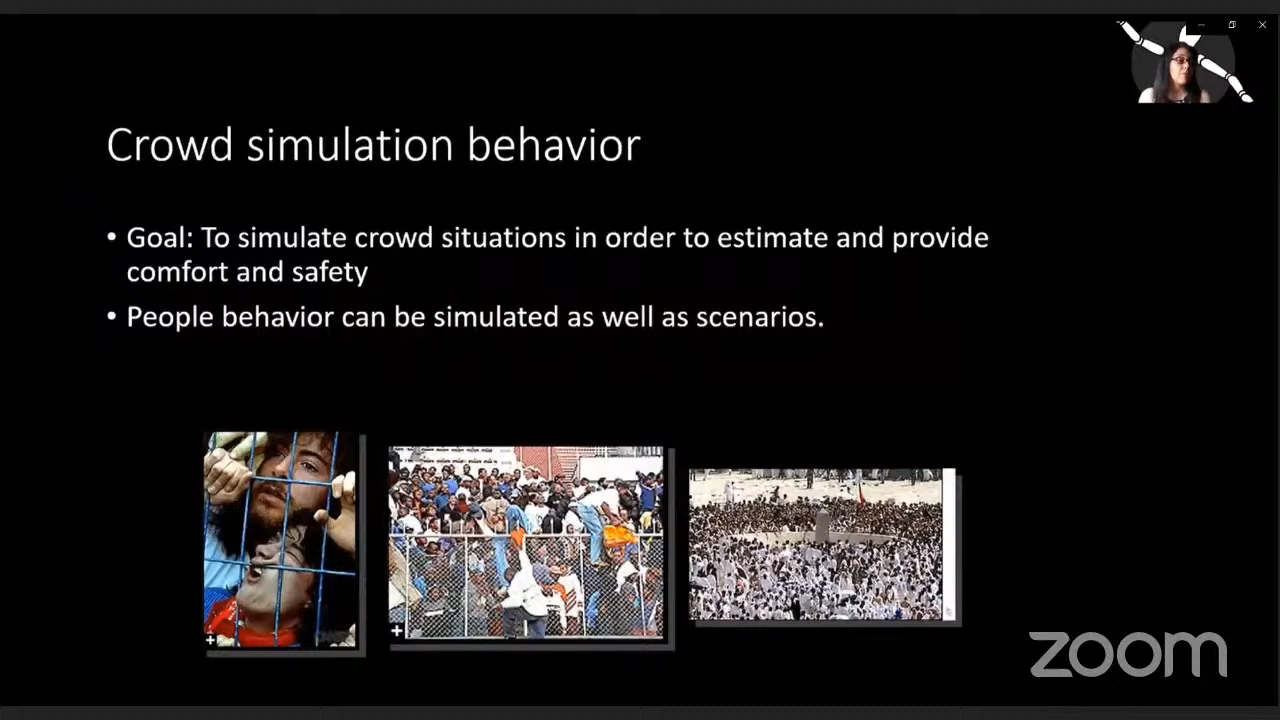 Crowd simulation behavior
• Goal: To simulate crowd situations in order to estimate and provide
comfort and safety
• People behavior can be simulated as well as scenarios.
zoom